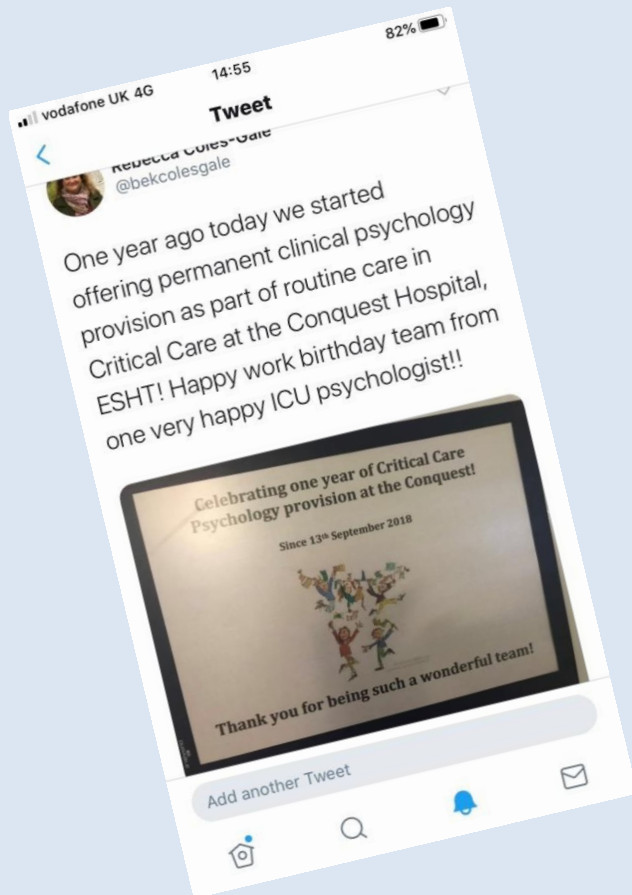 vodafone UK 4G
14:55
82%
Tweet
Rebecca Coles-Gale
@bekcolesgale
One year ago today we started
offering permanent clinical psychology
provision as part of routine care in
Critical Care at the Conquest Hospital,
ESHT! Happy work birthday team from
one very happy ICU psychologist!!
Celebrating one year of Critical Care
Psychology provision at the Conquest!
Since 13th September 2018
Thank you for being such a wonderful team!
Add another Tweet